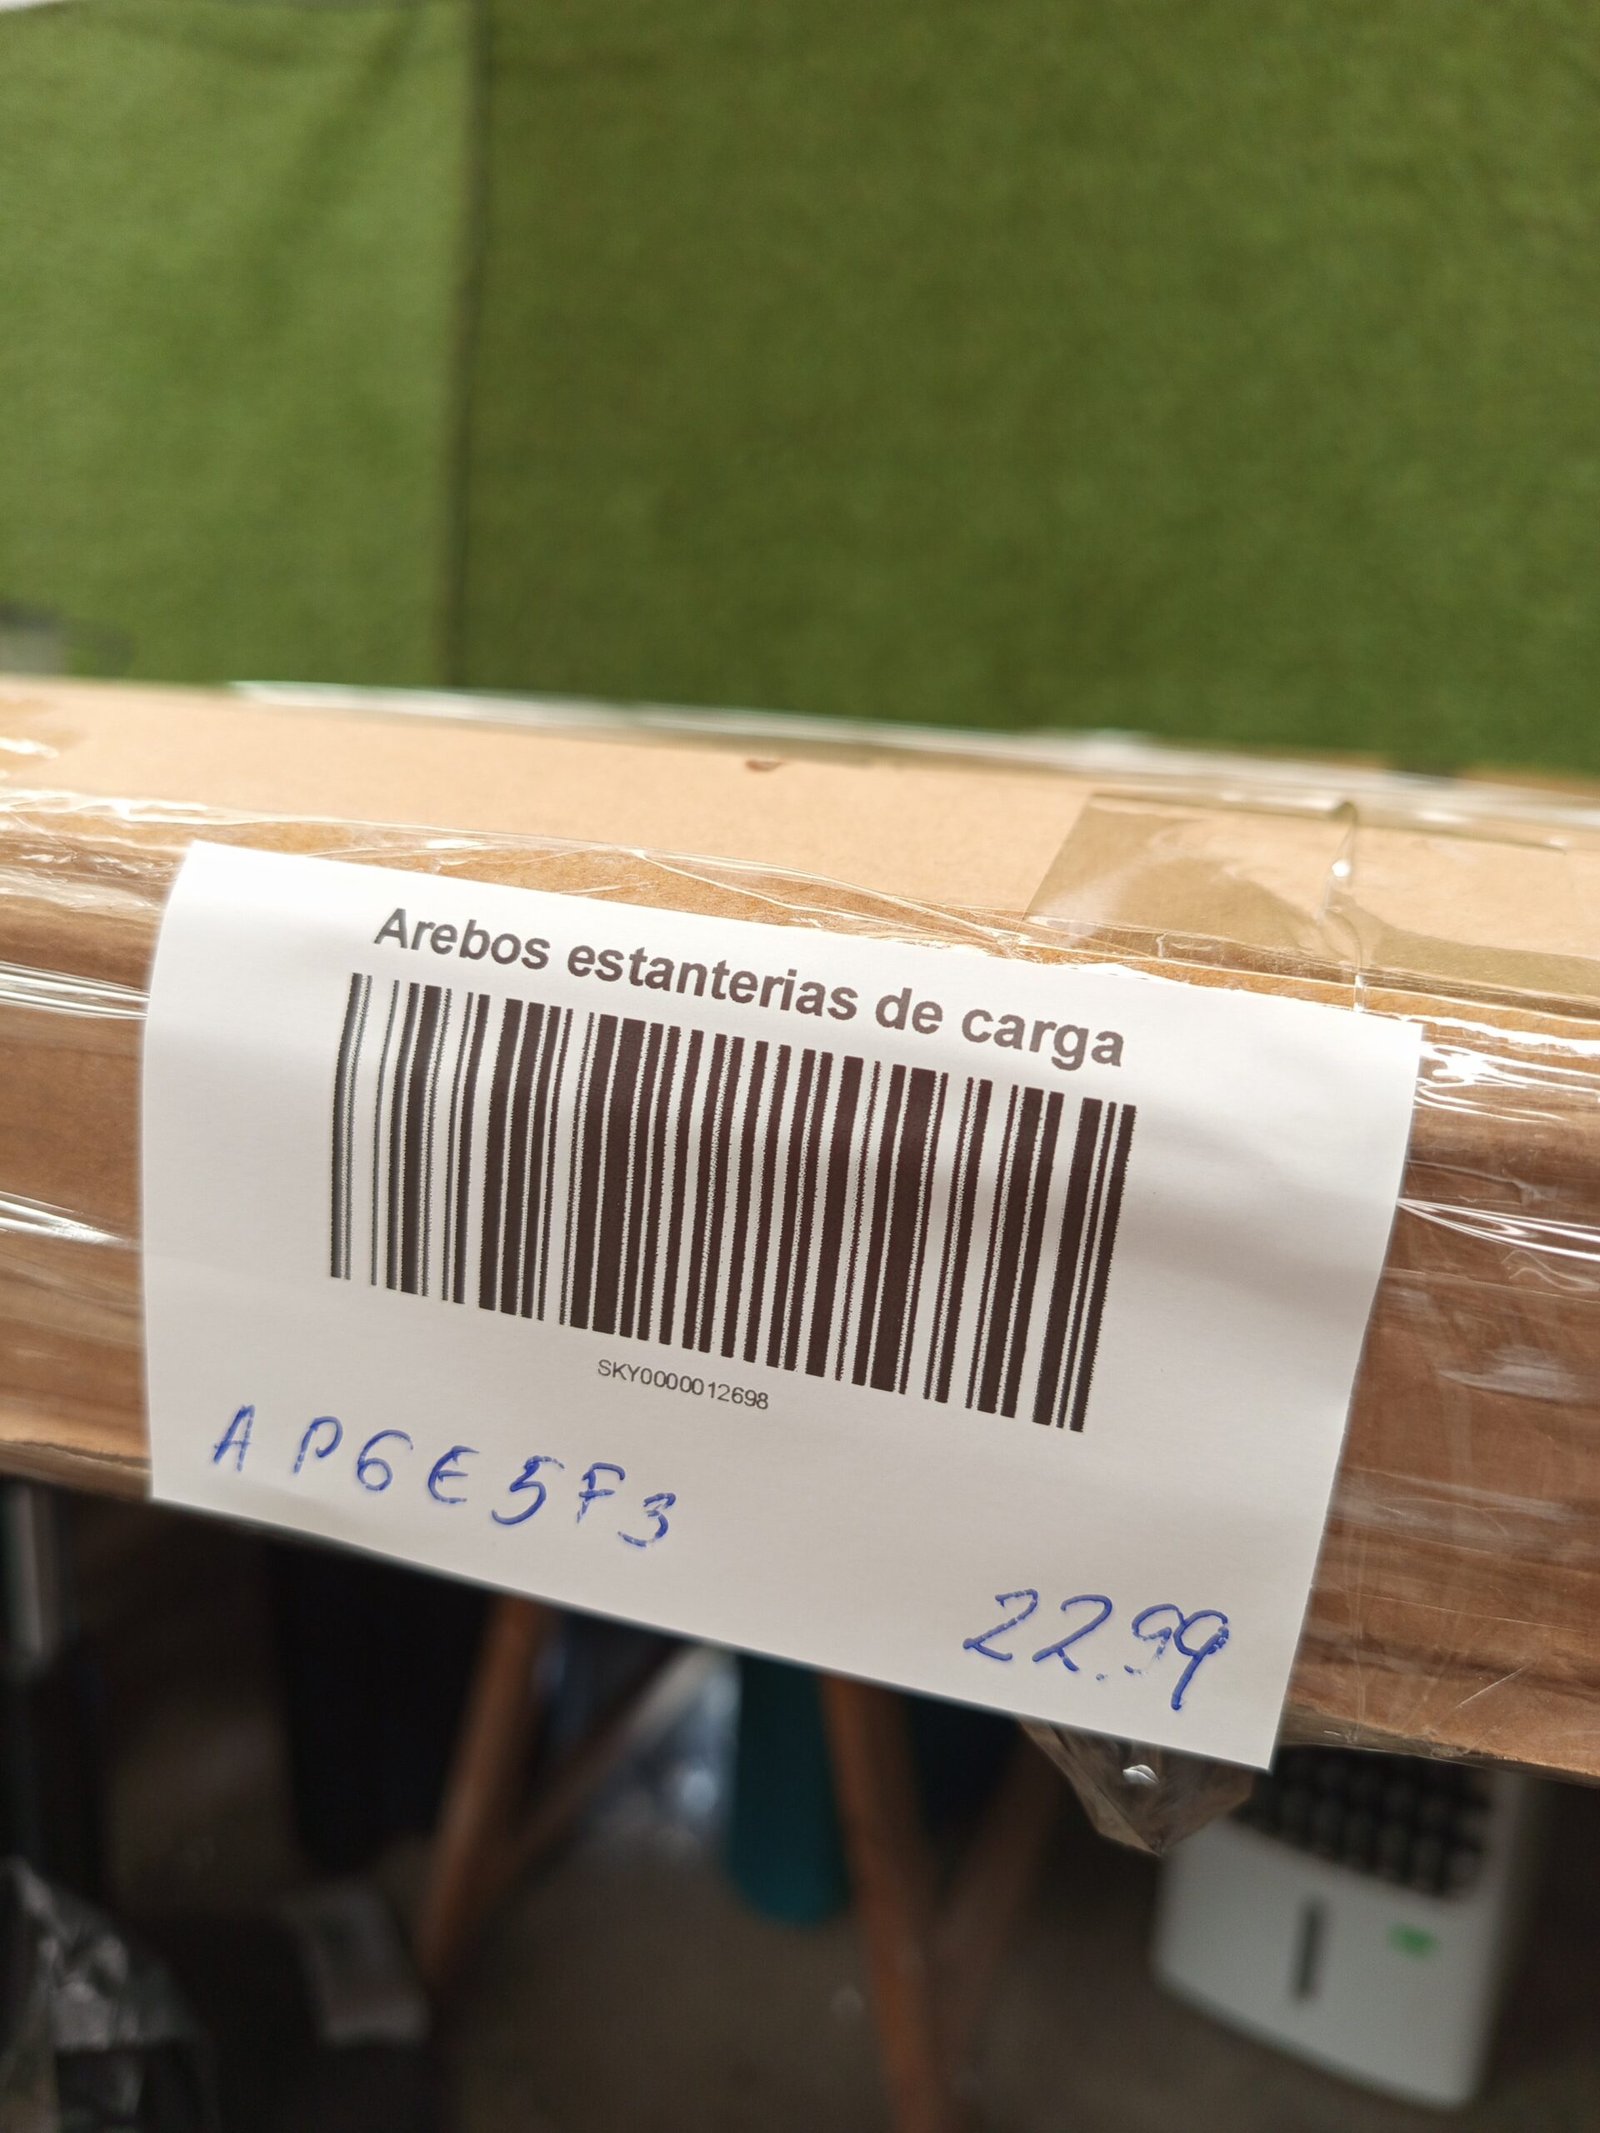 Arebos estanterias de carga
SKY0000012698
A P6E5F3
22.99